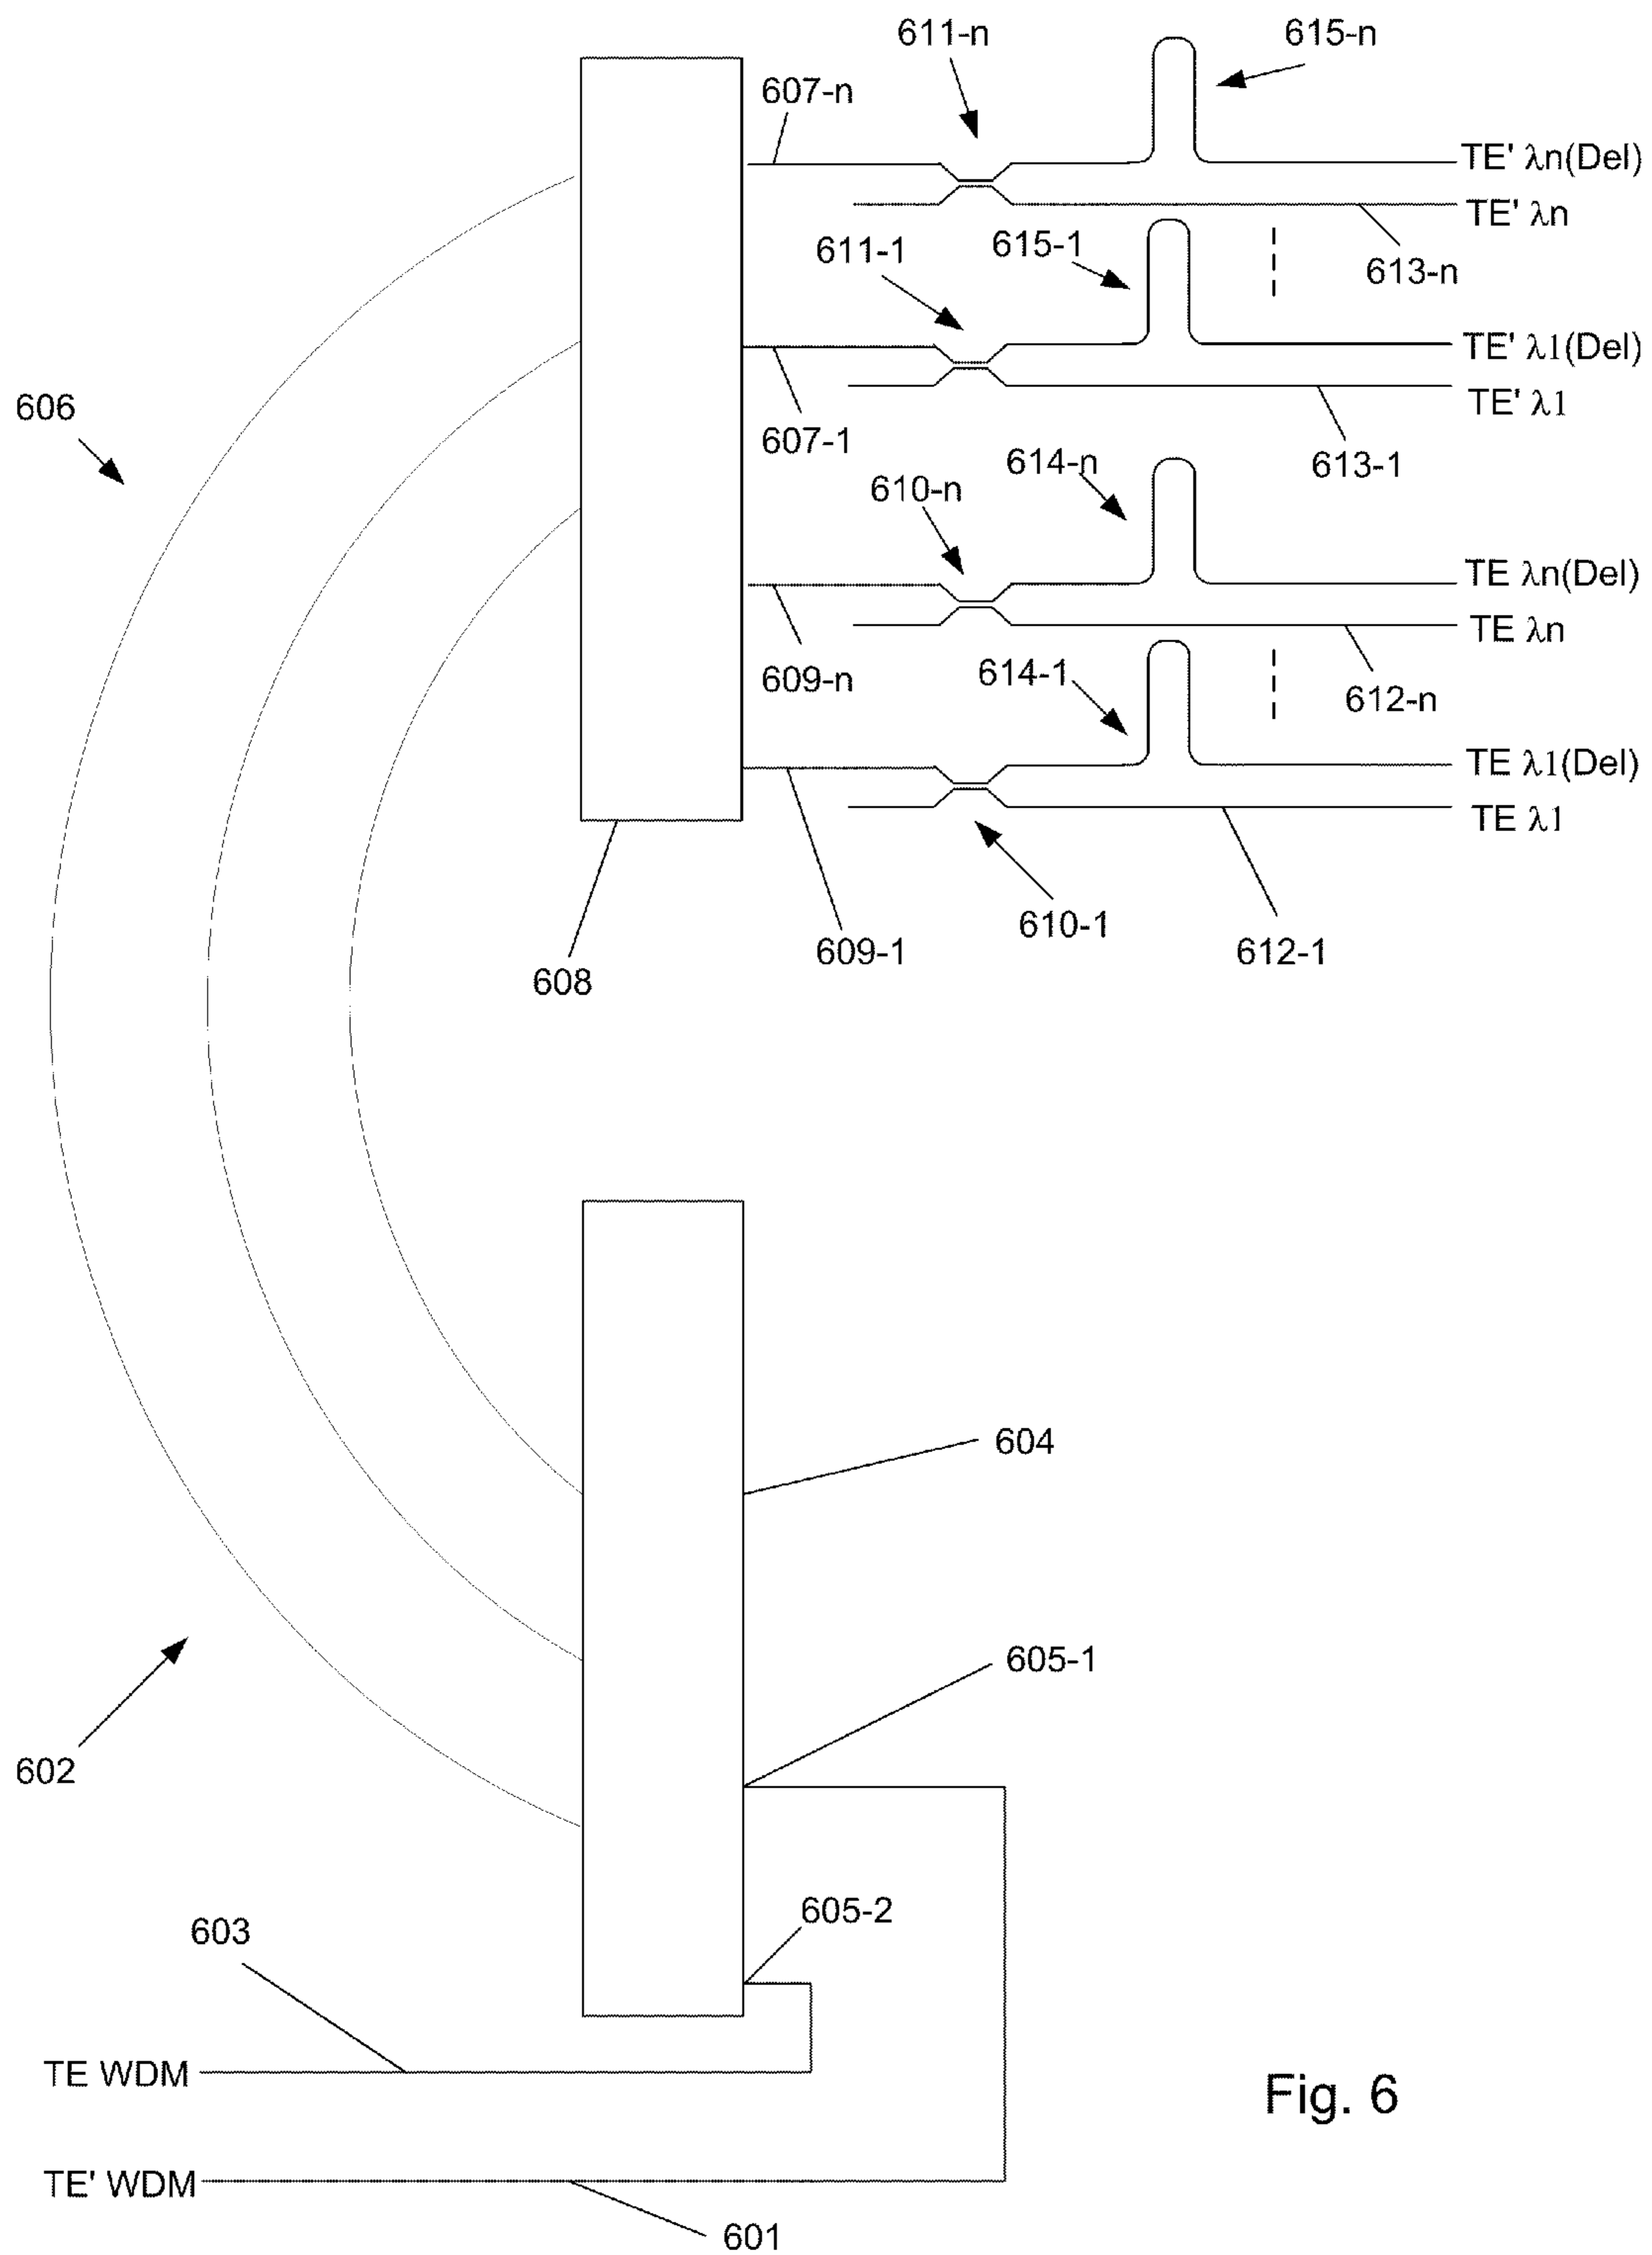 611-n
615-n
607-n
TE' λn(Del)
TE' λn
611-1
615-1
613-n
TE' λ1(Del)
606
TE' λ1
607-1
613-1
614-n
610-n
TE λn(Del)
TE λn
609-n
614-1
612-n
TE λ1(Del)
TE λ1
610-1
609-1
612-1
608
604
605-1
602
605-2
603
TE WDM
Fig. 6
TE' WDM
601